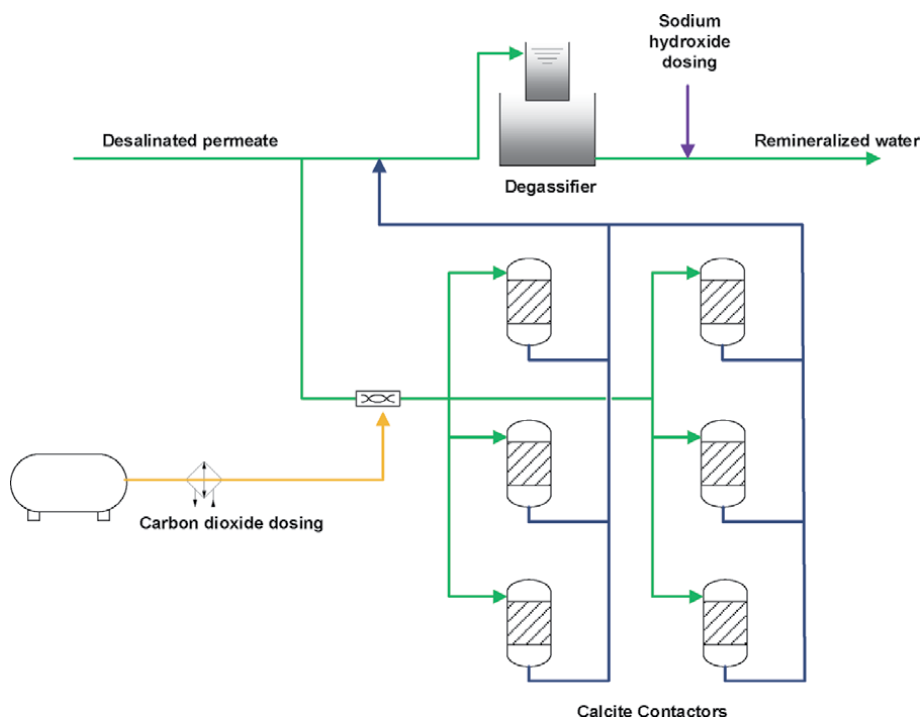 Sodium
hydroxide
dosing
Desalinated permeate
Remineralized water
Degassifier
Carbon dioxide dosing
Calcite Contactors